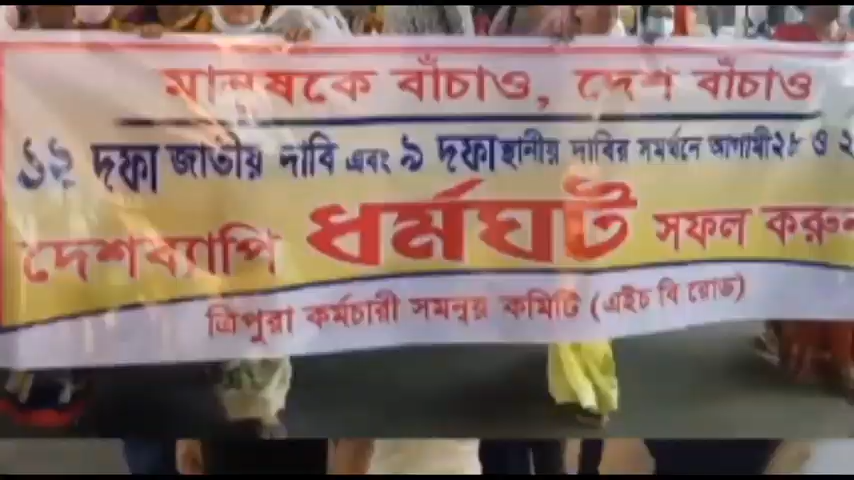 মানুষকে বাঁচাও, দেশ বাঁচাও
১২ দফা জাতীয় দাবি এবং ৯ দফা স্থানীয় দাবির সমর্থনে আগামী ২৮ ও
দেশব্যাপি ধর্মঘট সফল করুন
ত্রিপুরা কর্মচারী সমন্বয় কমিটি (এইচ বি রোড)